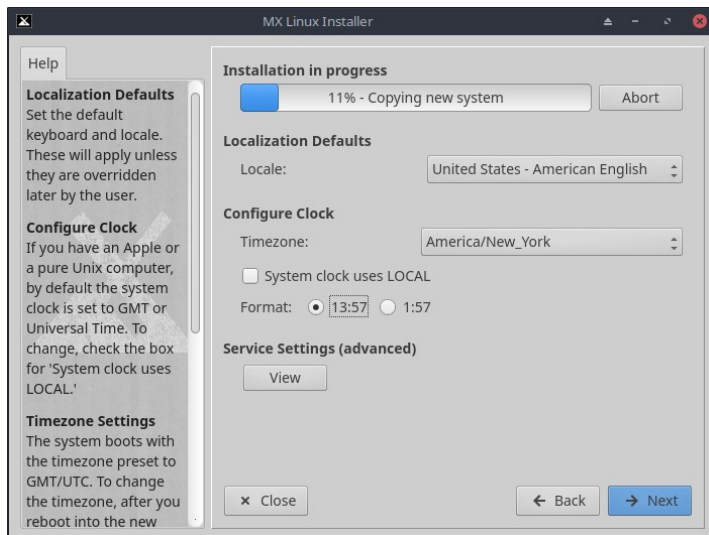 MX Linux Installer
Help
Localization Defaults
Set the default
keyboard and locale.
These will apply unless
they are overridden
later by the user.
Configure Clock
If you have an Apple or
a pure Unix computer,
by default the system
clock is set to GMT or
Universal Time. To
change, check the box
for 'System clock uses
LOCAL.'
Timezone Settings
The system boots with
the timezone preset to
GMT/UTC. To change
the timezone, after you
reboot into the new
Installation in progress
11% - Copying new system
Abort
Localization Defaults
Locale:
United States - American English
Configure Clock
Timezone:
America/New_York
System clock uses LOCAL
Format: 13:57 1:57
Service Settings (advanced)
View
Close
Back
Next